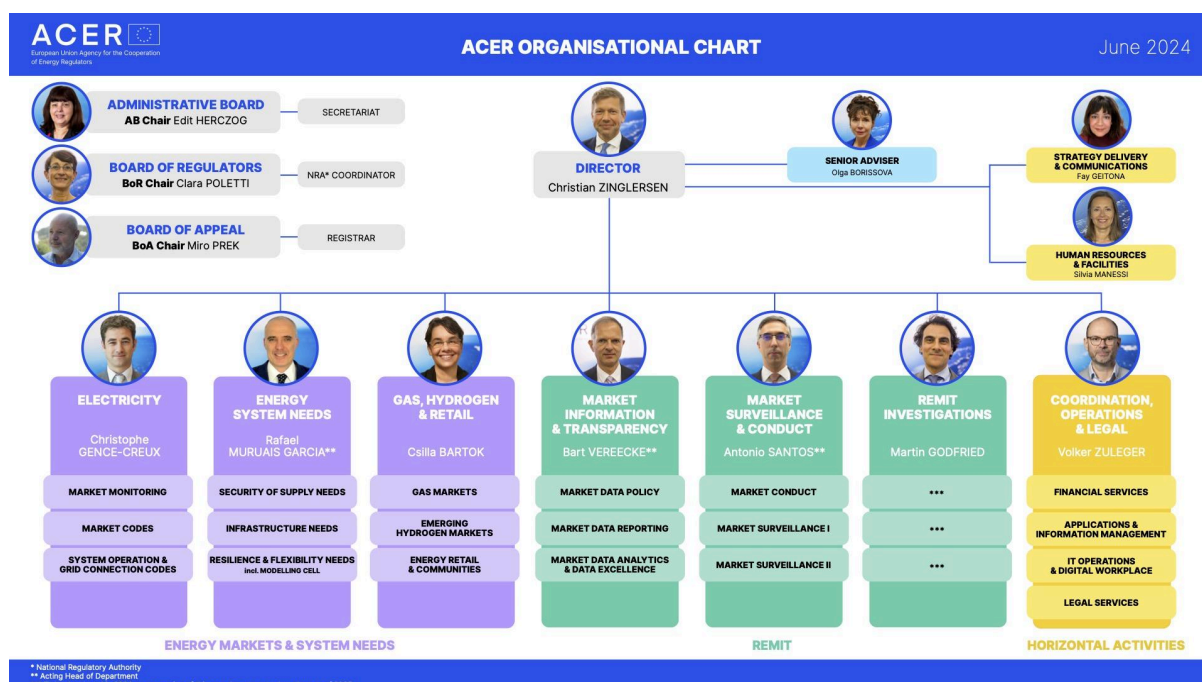 ACER
European Union Agency for the Cooperation
of Energy Regulators
ACER ORGANISATIONAL CHART
June 2024
ADMINISTRATIVE BOARD
AB Chair Edit HERCZOG
SECRETARIAT
BOARD OF REGULATORS
BoR Chair Clara POLETTI
NRA* COORDINATOR
BOARD OF APPEAL
BoA Chair Miro PREK
REGISTRAR
DIRECTOR
Christian ZINGLERSEN
SENIOR ADVISER
Olga BORISSOVA
STRATEGY DELIVERY
& COMMUNICATIONS
Fay GEITONA
HUMAN RESOURCES
& FACILITIES
Silvia MANESSI
ELECTRICITY
Christophe
GENCE-CREUX
MARKET MONITORING
MARKET CODES
SYSTEM OPERATION &
GRID CONNECTION CODES
ENERGY
SYSTEM NEEDS
Rafael
MURUAIS GARCIA**
SECURITY OF SUPPLY NEEDS
INFRASTRUCTURE NEEDS
RESILIENCE & FLEXIBILITY NEEDS
incl. MODELLING CELL
GAS, HYDROGEN
& RETAIL
Csilla BARTOK
GAS MARKETS
EMERGING
HYDROGEN MARKETS
ENERGY RETAIL
& COMMUNITIES
MARKET
INFORMATION
& TRANSPARENCY
Bart VEREECKE**
MARKET DATA POLICY
MARKET DATA REPORTING
MARKET DATA ANALYTICS
& DATA EXCELLENCE
MARKET
SURVEILLANCE
& CONDUCT
Antonio SANTOS**
MARKET CONDUCT
MARKET SURVEILLANCE I
MARKET SURVEILLANCE II
REMIT
INVESTIGATIONS
Martin GODFRIED
***
***
***
COORDINATION,
OPERATIONS
& LEGAL
Volker ZULEGER
FINANCIAL SERVICES
APPLICATIONS &
INFORMATION MANAGEMENT
IT OPERATIONS
& DIGITAL WORKPLACE
LEGAL SERVICES
ENERGY MARKETS & SYSTEM NEEDS
REMIT
HORIZONTAL ACTIVITIES
* National Regulatory Authority
** Acting Head of Department